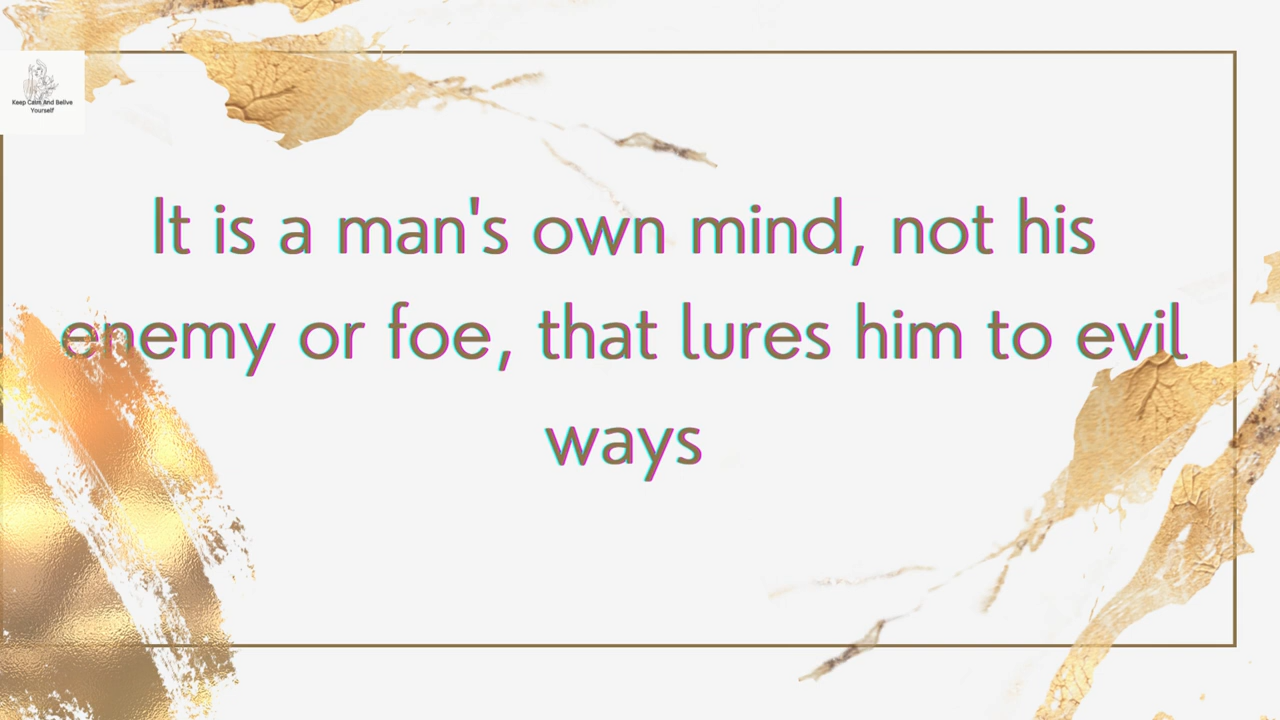 Keep Calm And Belive
Yourself
It is a man's own mind, not his
enemy or foe, that lures him to evil
ways